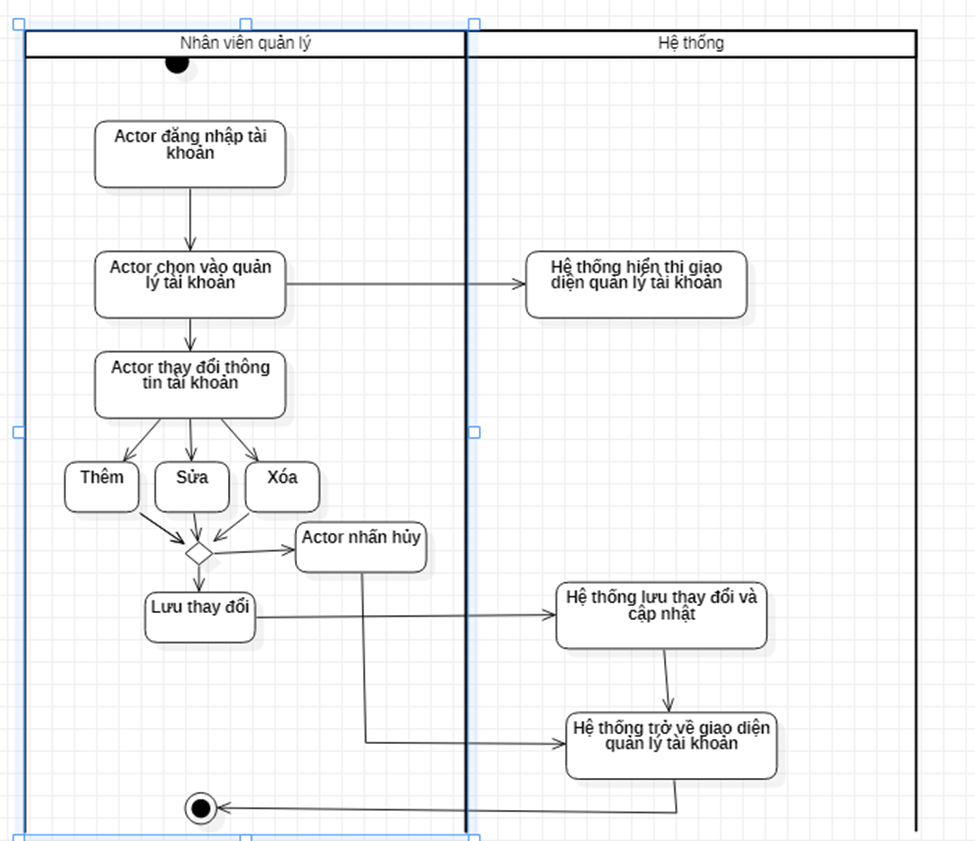 Nhân viên quản lý
Hệ thống
Actor đăng nhập tài
khoản
Actor chọn vào quản
lý tài khoản
Hệ thống hiển thị giao
diện quản lý tài khoản
Actor thay đổi thông
tin tài khoản
Thêm
Sửa
Xóa
Actor nhấn hủy
Lưu thay đổi
Hệ thống lưu thay đổi và
cập nhật
Hệ thống trở về giao diện
quản lý tài khoản